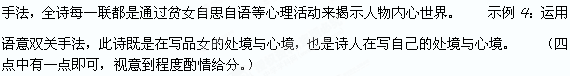 手法，全诗每一联都是通过贫女自思自语等心理活动来揭示人物内心世界。 示例 4：运用
语意双关手法，此诗既是在写品女的处境与心境，也是诗人在写自己的处境与心境。 （四
点中有一点即可，视意到程度酌情给分。）